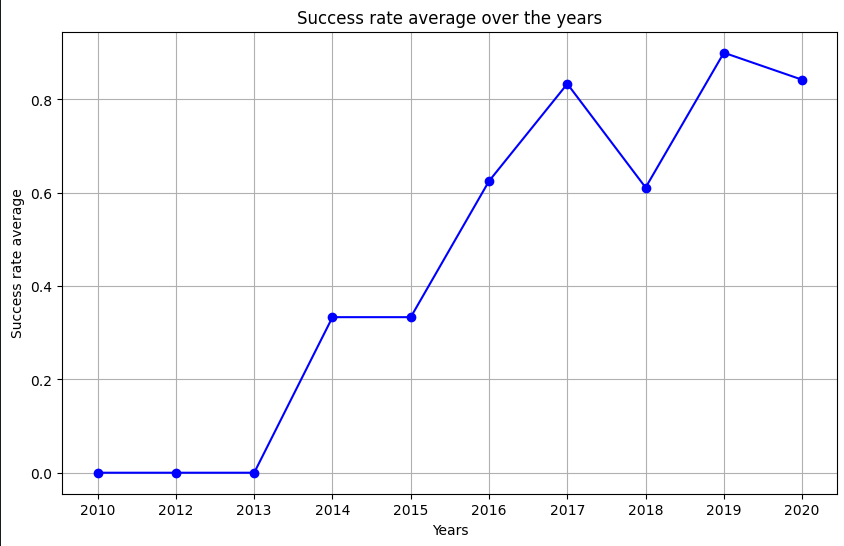 Success rate average over the years
Success rate average
0.8
0.6
0.4
0.2
0.0
2010 2012 2013 2014 2015 2016 2017 2018 2019 2020
Years